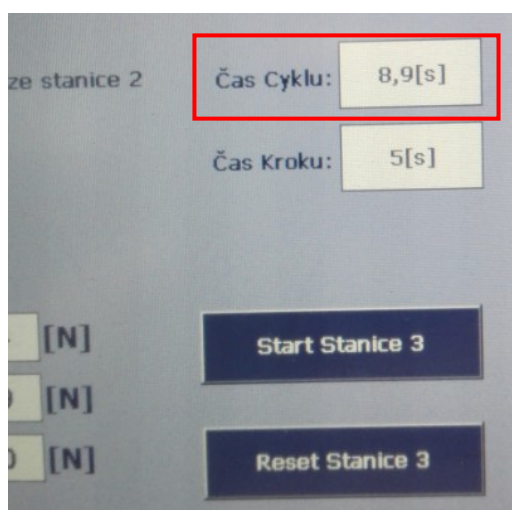 ze stanice 2 Čas Cyklu: 8,9[s]
Čas Kroku: 5[s]
[N]
Start Stanice 3
[N]
[N]
Reset Stanice 3